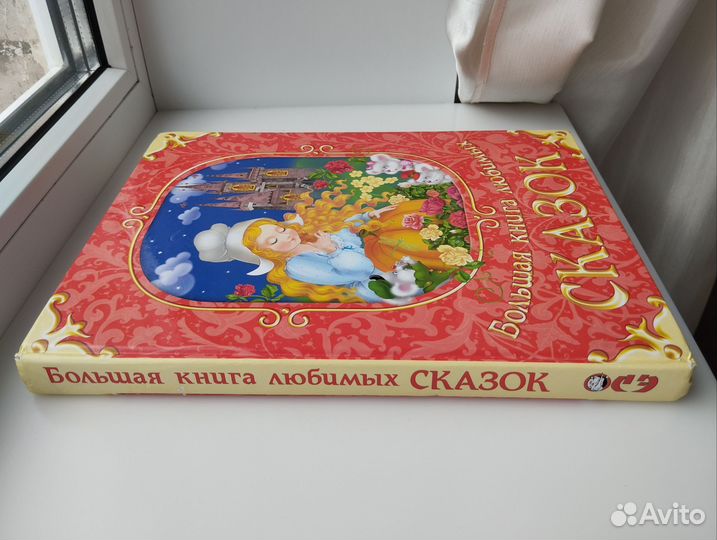 Большая книга любимых
СКАЗОК
Большая книга любимых СКАЗОК
Avito